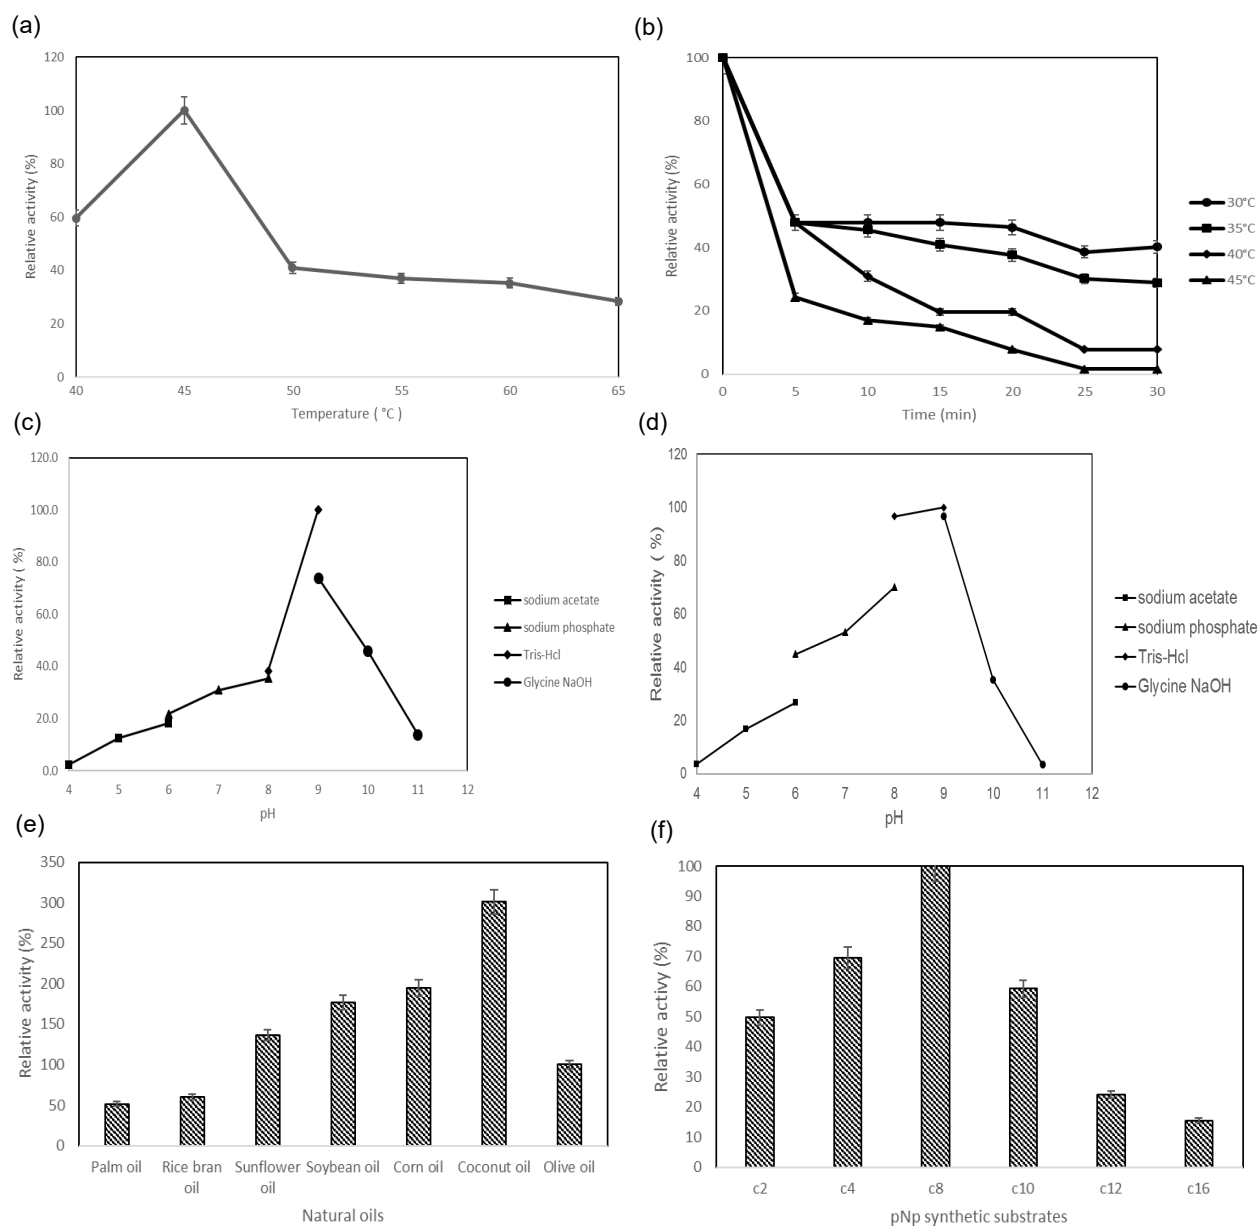 (a)
120
100
80
60
40
20
0
Relative activity (%)
40
45
50
55
60
65
Temperature ( °C )
(b)
100
80
60
40
20
0
Relative activity (%)
0
5
10
15
20
25
30
Time (min)
30°C
35°C
40°C
45°C
(c)
120.0
100.0
80.0
60.0
40.0
20.0
0.0
Relative activity ( %)
4
5
6
7
8
9
10
11
12
pH
sodium acetate
sodium phosphate
Tris-Hcl
Glycine NaOH
(d)
120
100
80
60
40
20
0
Relative activity ( %)
4
5
6
7
8
9
10
11
12
pH
sodium acetate
sodium phosphate
Tris-Hcl
Glycine NaOH
(e)
350
300
250
200
150
100
50
0
Relative activity (%)
Palm oil
Rice bran
oil
Sunflower
oil
Soybean oil
Corn oil
Coconut oil
Olive oil
Natural oils
(f)
100
90
80
70
60
50
40
30
20
10
0
Relative activy (%)
c2
c4
c8
c10
c12
c16
pNp synthetic substrates